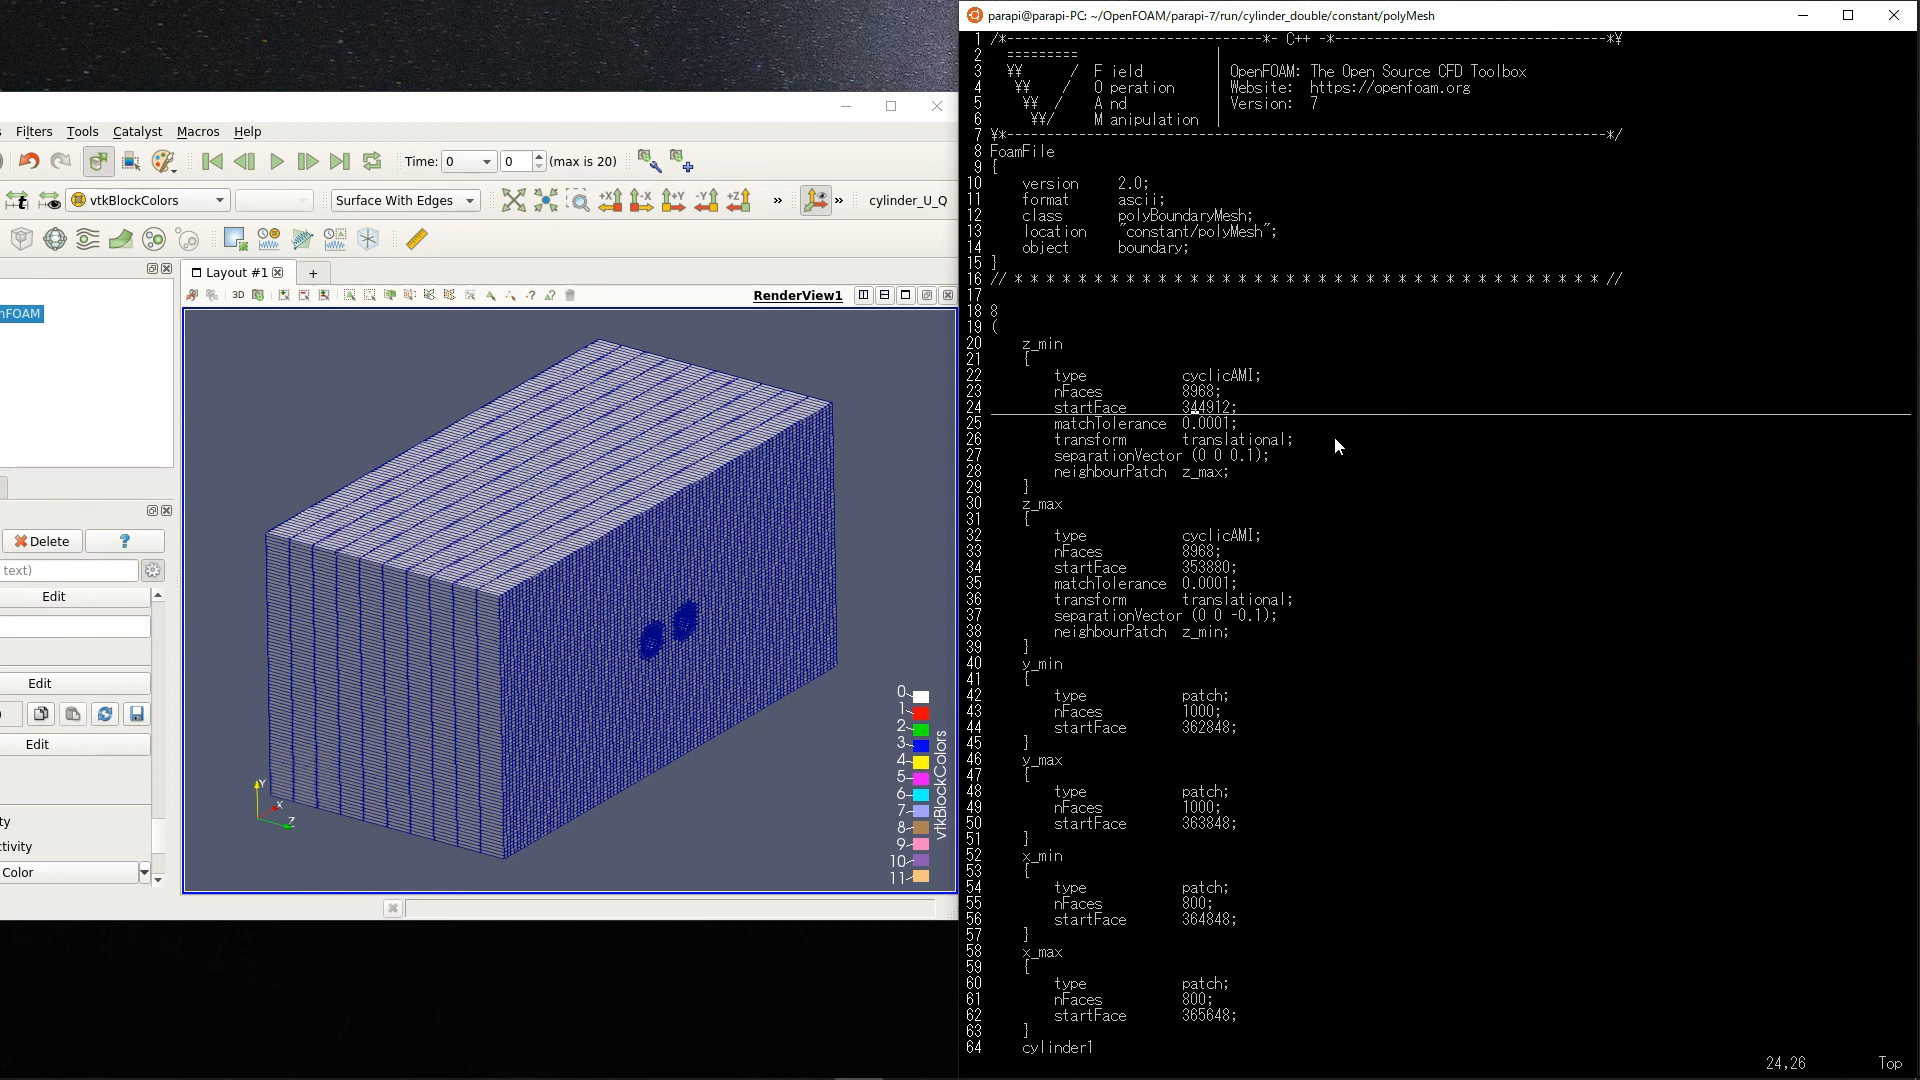 Filters Tools Catalyst Macros Help
Time: 0 0 (max is 20)
vtkBlockColors Surface With Edges +X -X +Y -Y +Z » » cylinder_U_Q
Layout #1 +
3D RenderView1
nFOAM
Delete ?
text)
Edit
Edit
Edit
ty
ctivity
Color
Y
X
Z
0
1
2
3
4
5
6
7
8
9
10
11
vtkBlockColors
parapi@parapi-PC: ~/OpenFOAM/parapi-7/run/cylinder_double/constant/polyMesh
1 /*--------------------------------*- C++ -*----------------------------------*¥
2   =========                 |
3   ¥¥      /  F ield         | OpenFOAM: The Open Source CFD Toolbox
4    ¥¥    /   O peration     | Website:  https://openfoam.org
5     ¥¥  /    A nd           | Version:  7
6      ¥¥/     M anipulation  |
7 ¥*---------------------------------------------------------------------------*/
8 FoamFile
9 {
10     version     2.0;
11     format      ascii;
12     class       polyBoundaryMesh;
13     location    "constant/polyMesh";
14     object      boundary;
15 }
16 // * * * * * * * * * * * * * * * * * * * * * * * * * * * * * * * * * * * * * //
17
18 8
19 (
20     z_min
21     {
22         type            cyclicAMI;
23         nFaces          8968;
24         startFace       344912;
25         matchTolerance  0.0001;
26         transform       translational;
27         separationVector (0 0 0.1);
28         neighbourPatch  z_max;
29     }
30     z_max
31     {
32         type            cyclicAMI;
33         nFaces          8968;
34         startFace       353880;
35         matchTolerance  0.0001;
36         transform       translational;
37         separationVector (0 0 -0.1);
38         neighbourPatch  z_min;
39     }
40     y_min
41     {
42         type            patch;
43         nFaces          1000;
44         startFace       362848;
45     }
46     y_max
47     {
48         type            patch;
49         nFaces          1000;
50         startFace       363848;
51     }
52     x_min
53     {
54         type            patch;
55         nFaces          800;
56         startFace       364848;
57     }
58     x_max
59     {
60         type            patch;
61         nFaces          800;
62         startFace       365648;
63     }
64     cylinder1
24,26 Top